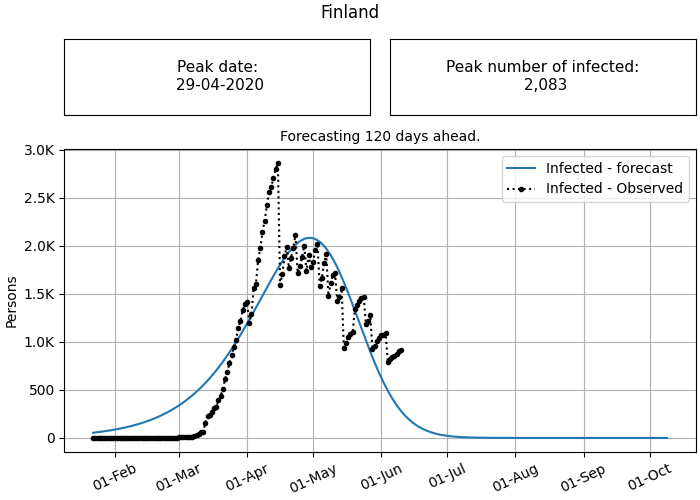 Finland
Peak date:
29-04-2020
Peak number of infected:
2,083
Forecasting 120 days ahead.
3.0K
2.5K
2.0K
1.5K
1.0K
500
0
Persons
Infected - forecast
Infected - Observed
01-Feb
01-Mar
01-Apr
01-May
01-Jun
01-Jul
01-Aug
01-Sep
01-Oct